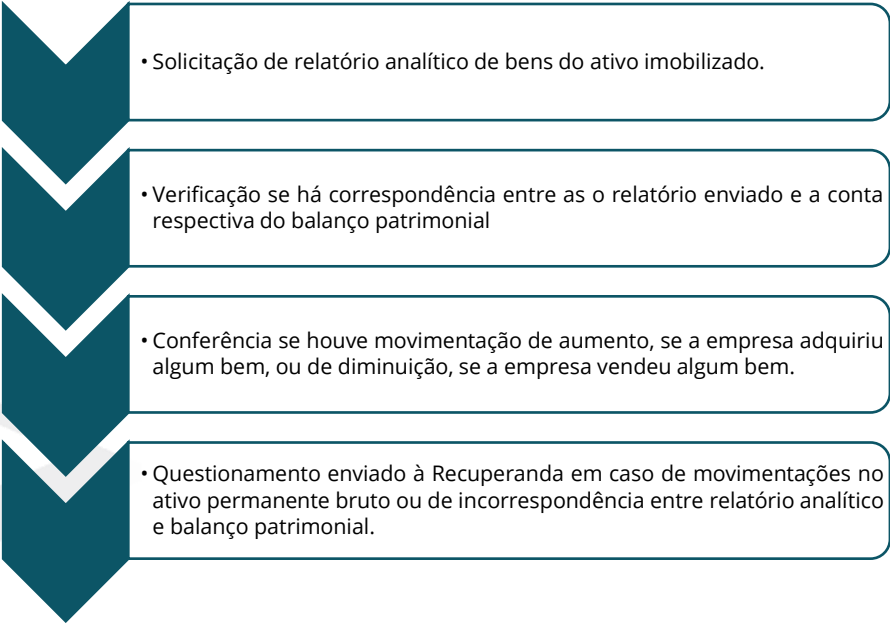 • Solicitação de relatório analítico de bens do ativo imobilizado.
• Verificação se há correspondência entre as o relatório enviado e a conta
respectiva do balanço patrimonial
• Conferência se houve movimentação de aumento, se a empresa adquiriu
algum bem, ou de diminuição, se a empresa vendeu algum bem.
• Questionamento enviado à Recuperanda em caso de movimentações no
ativo permanente bruto ou de incorrespondência entre relatório analítico
e balanço patrimonial.